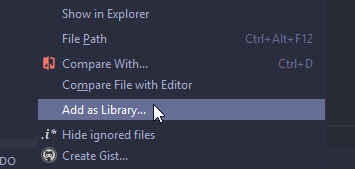 Show in Explorer
File Path Ctrl+Alt+F12
Compare With... Ctrl+D
Compare File with Editor
Add as Library...
.i* Hide ignored files
DO
Create Gist...